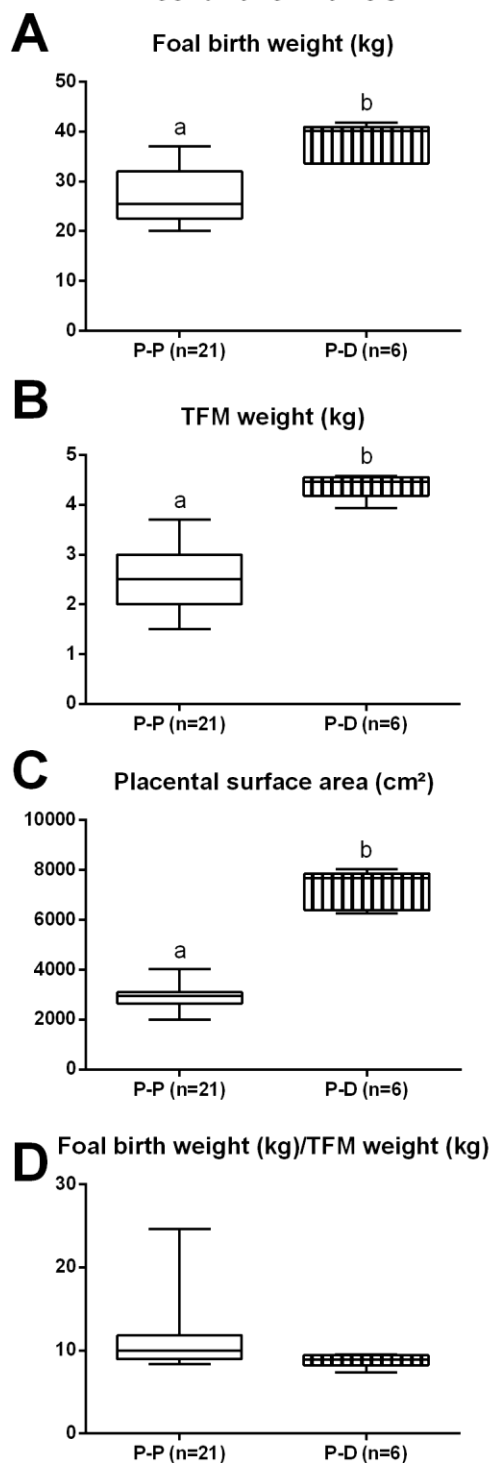 A
Foal birth weight (kg)
50
40
30
20
10
0
a
b
P-P (n=21)
P-D (n=6)
B
TFM weight (kg)
5
4
3
2
1
0
a
b
P-P (n=21)
P-D (n=6)
C
Placental surface area (cm²)
10000
8000
6000
4000
2000
0
a
b
P-P (n=21)
P-D (n=6)
D
Foal birth weight (kg)/TFM weight (kg)
30
20
10
0
P-P (n=21)
P-D (n=6)